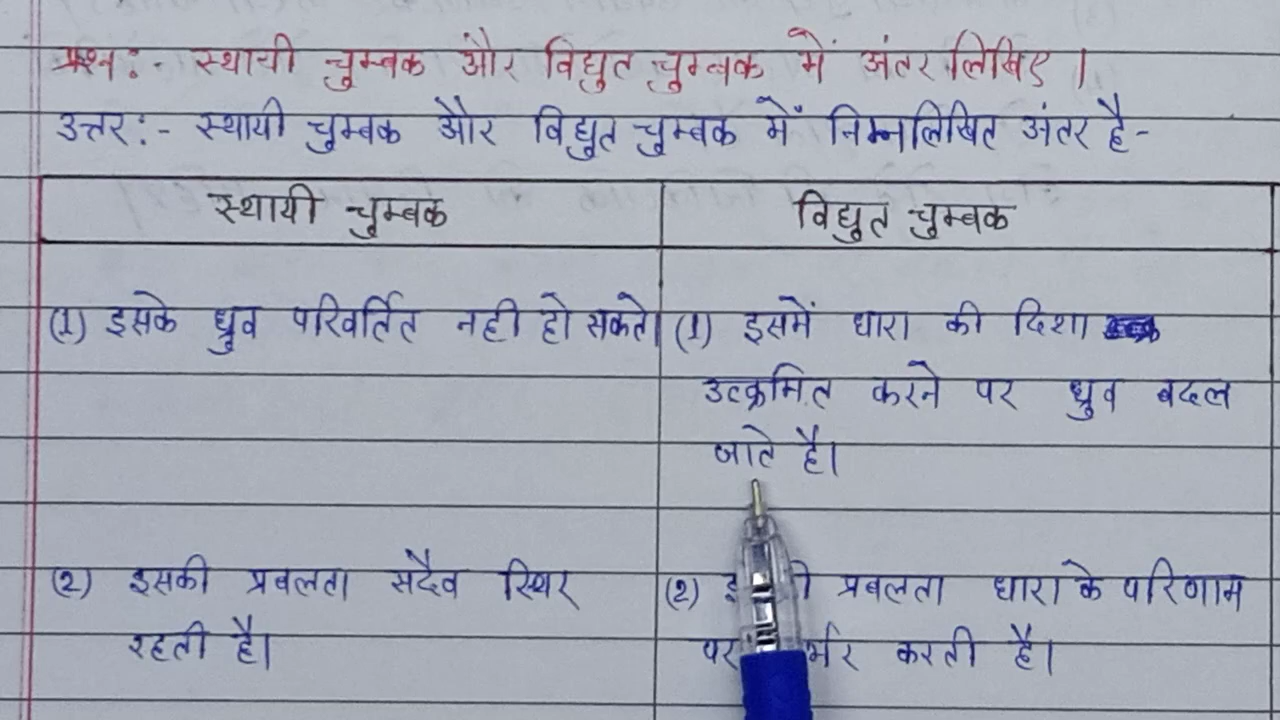 प्रश्न:- स्थायी चुम्बक और विद्युत चुम्बक में अंतर लिखिए।
उत्तर:- स्थायी चुम्बक और विद्युत चुम्बक में निम्नलिखित अंतर है-
स्थायी चुम्बक विद्युत चुम्बक
(1) इसके ध्रुव परिवर्तित नही हो सकते।
(1) इसमें धारा की दिशा
उत्क्रमित करने पर ध्रुव बदल
जाते है।
(2) इसकी प्रबलता सदैव स्थिर
रहती है।
(2) प्रबलता धारा के परिणाम
पर करती है।